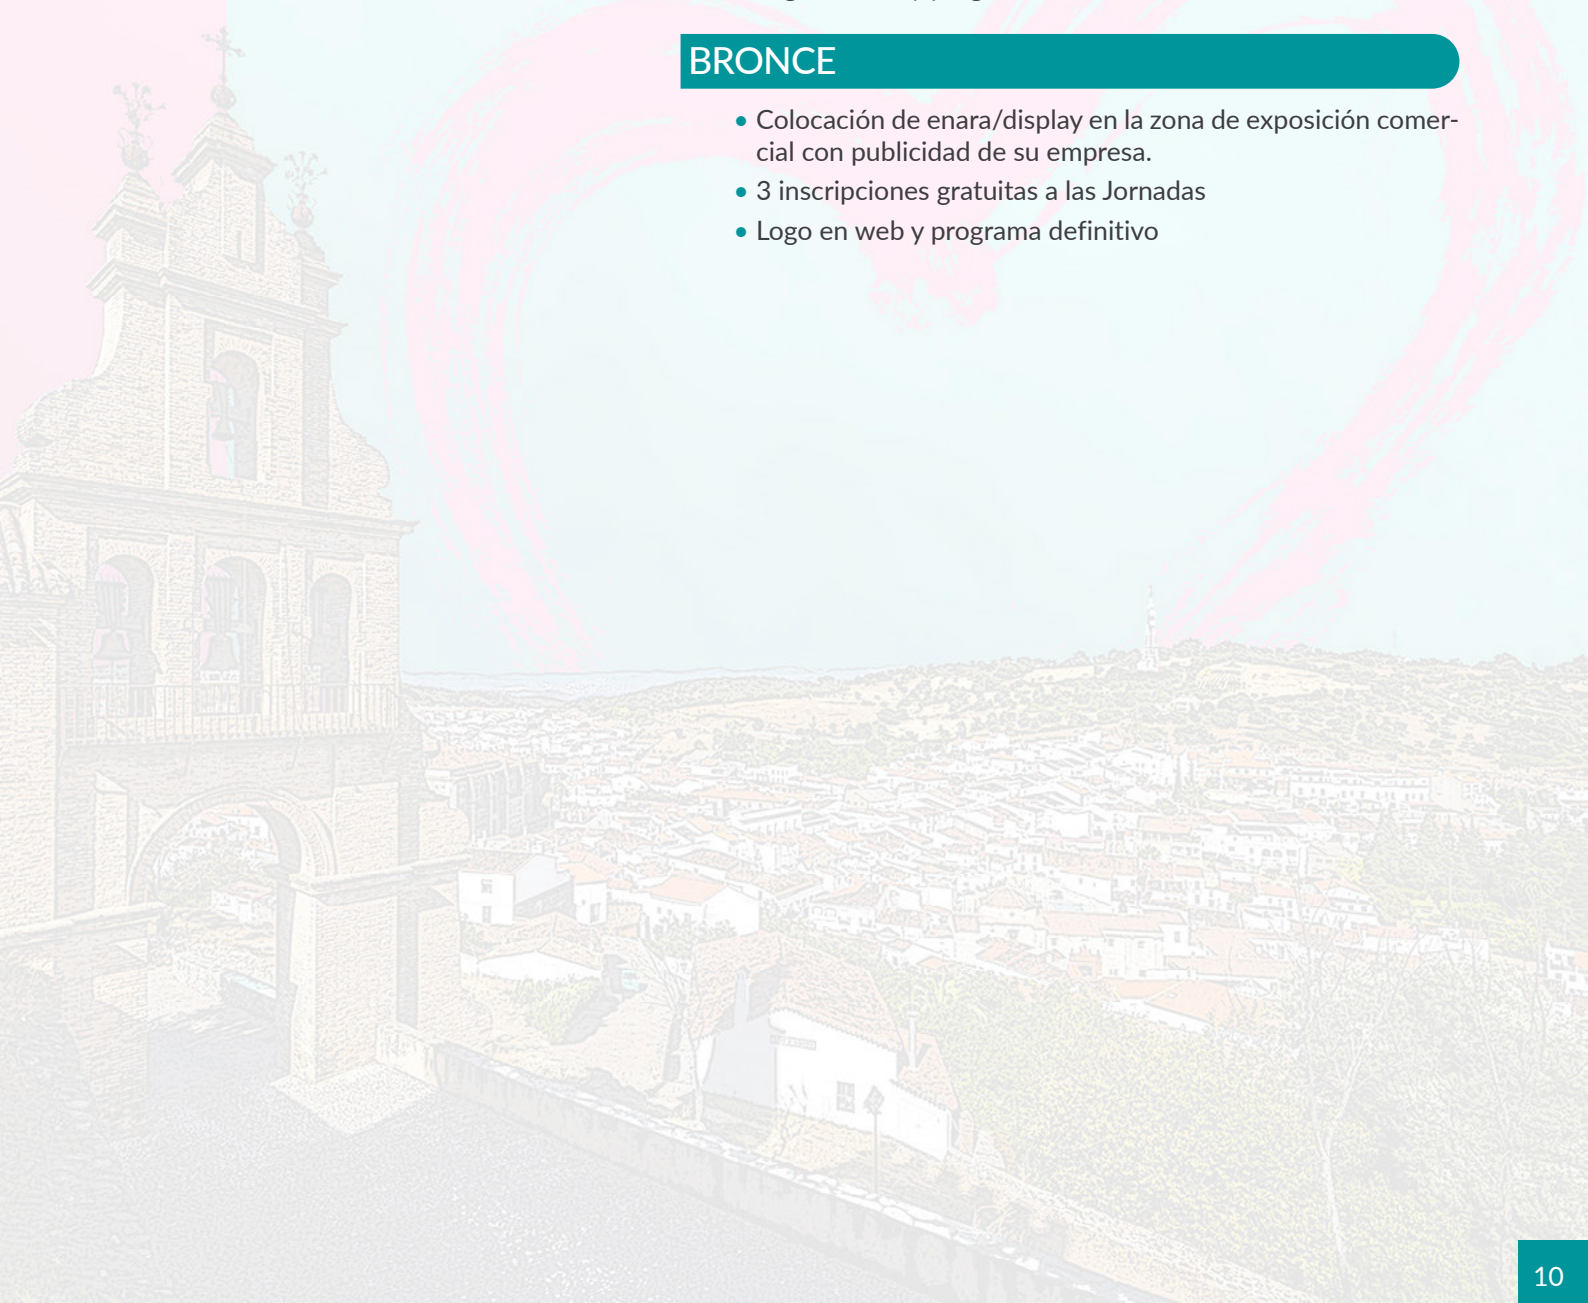 BRONCE
• Colocación de enara/display en la zona de exposición comer-
cial con publicidad de su empresa.
• 3 inscripciones gratuitas a las Jornadas
• Logo en web y programa definitivo
10